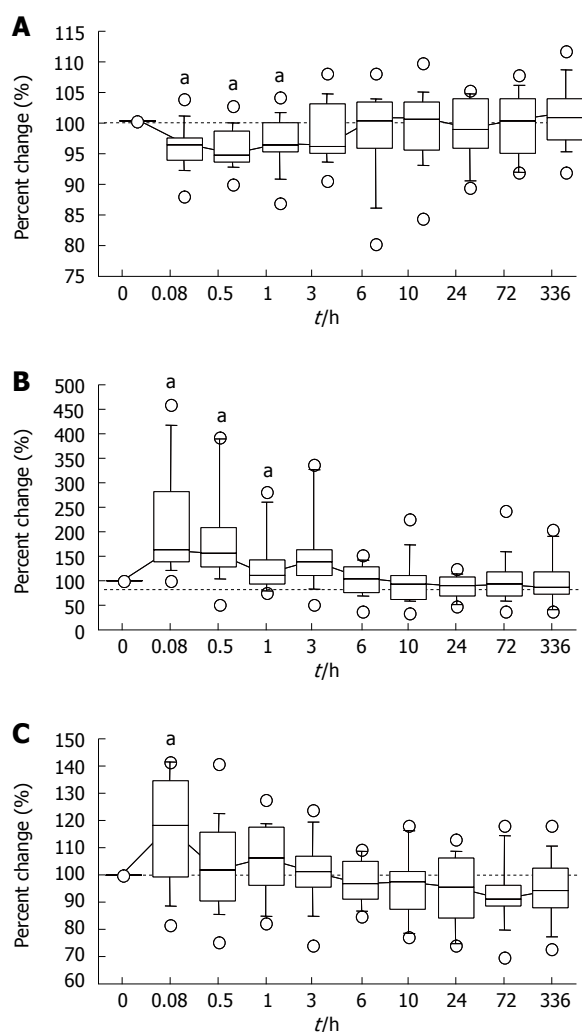 A
115
110
105
100
95
90
85
80
75
Percent change (%)
a a a
0 0.08 0.5 1 3 6 10 24 72 336
t/h
B
500
450
400
350
300
250
200
150
100
50
0
Percent change (%)
a
a
a
0 0.08 0.5 1 3 6 10 24 72 336
t/h
C
150
140
130
120
110
100
90
80
70
60
Percent change (%)
a
0 0.08 0.5 1 3 6 10 24 72 336
t/h